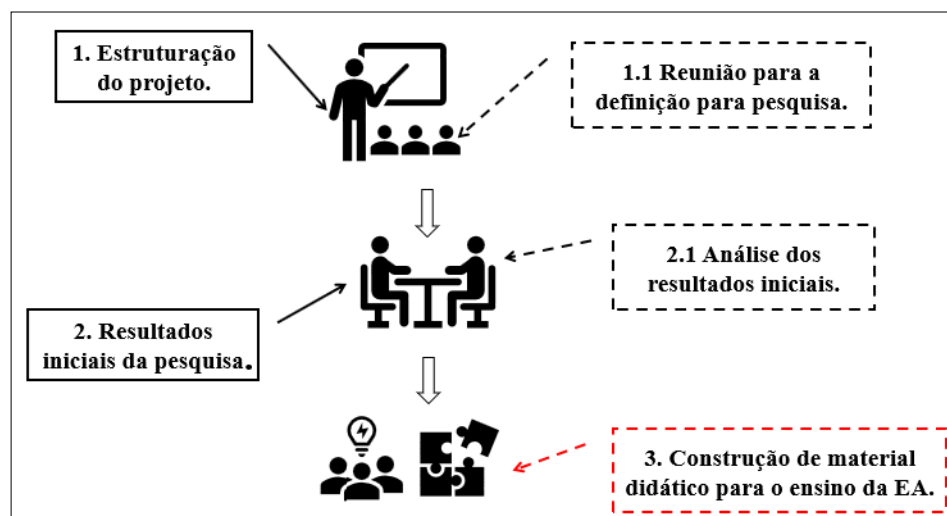 1. Estruturação
do projeto.
1.1 Reunião para a
definição para pesquisa.
2.1 Análise dos
resultados iniciais.
2. Resultados
iniciais da pesquisa.
3. Construção de material
didático para o ensino da EA.